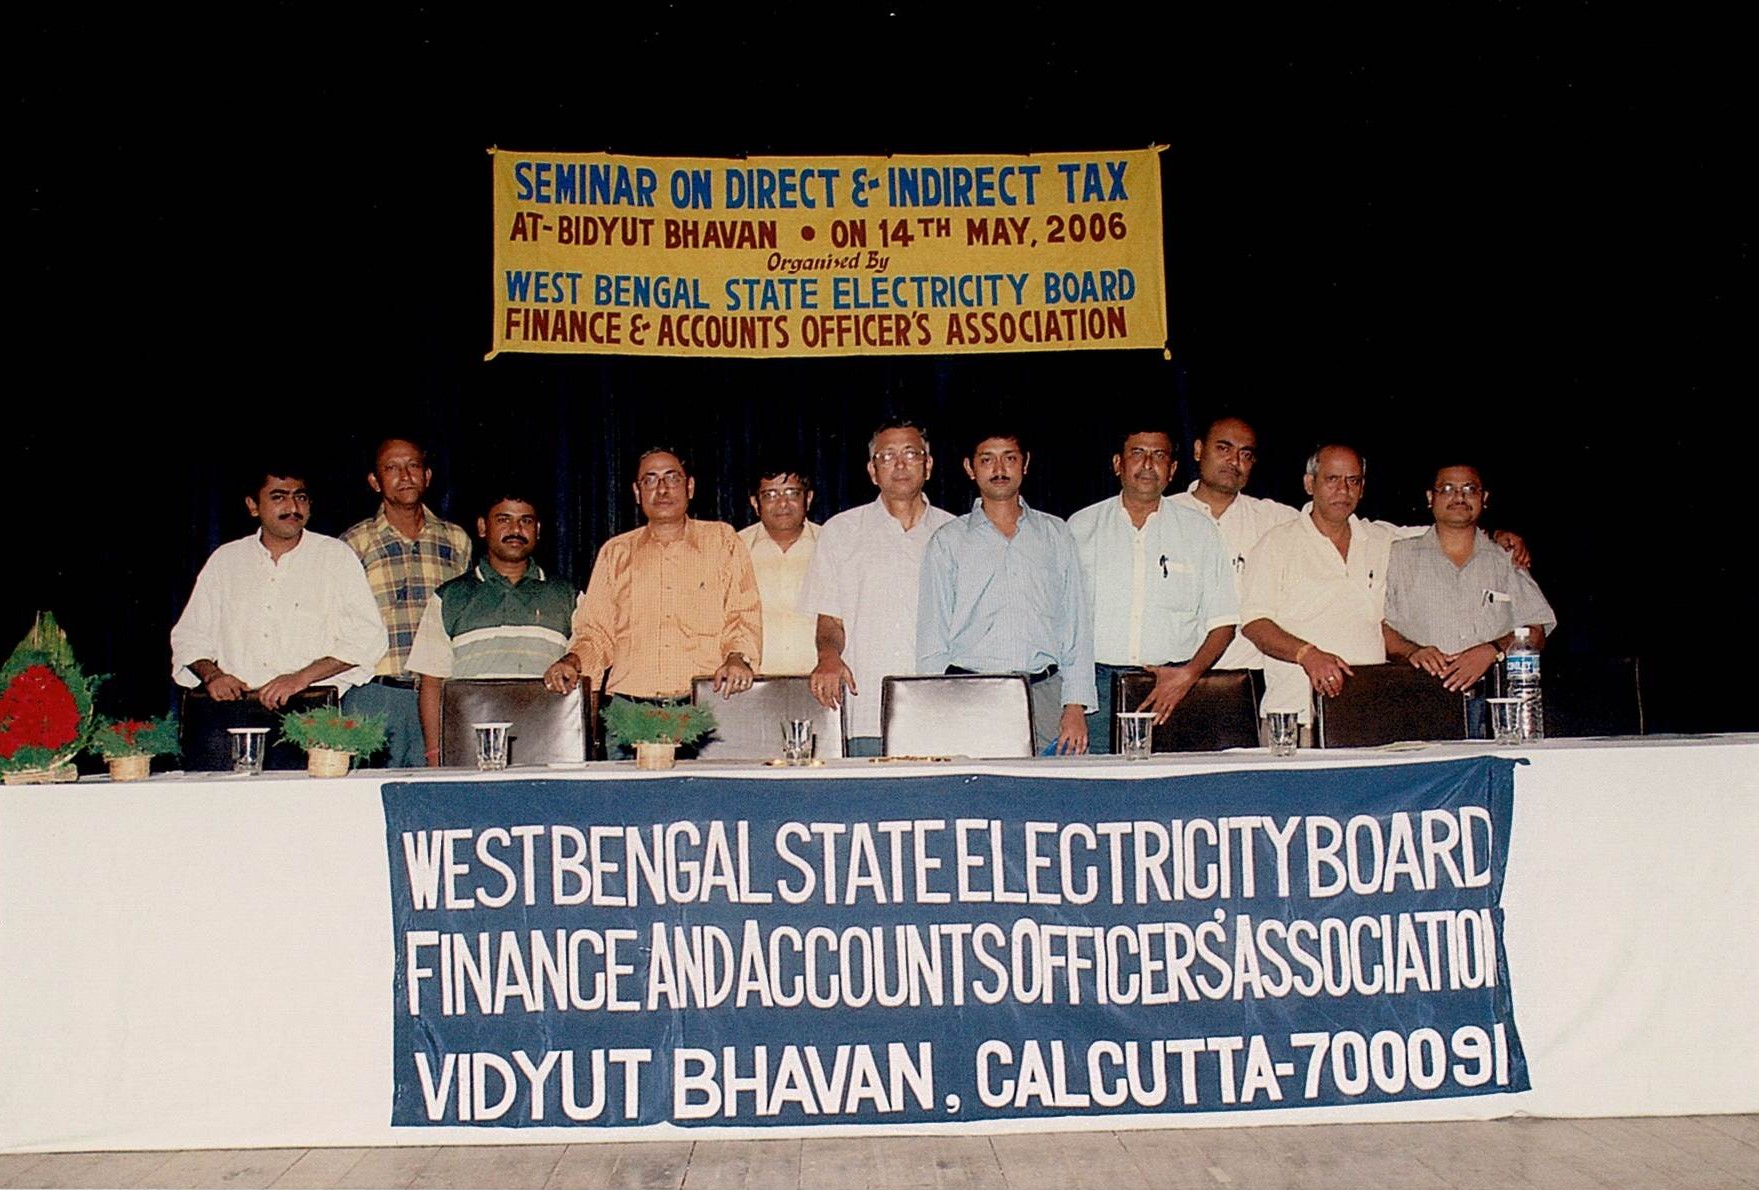 SEMINAR ON DIRECT & INDIRECT TAX
AT-BIDYUT BHAVAN • ON 14TH MAY, 2006
Organised By
WEST BENGAL STATE ELECTRICITY BOARD
FINANCE & ACCOUNTS OFFICER'S ASSOCIATION
WEST BENGAL STATE ELECTRICITY BOARD
FINANCE AND ACCOUNTS OFFICERS' ASSOCIATION
VIDYUT BHAVAN, CALCUTTA-700091